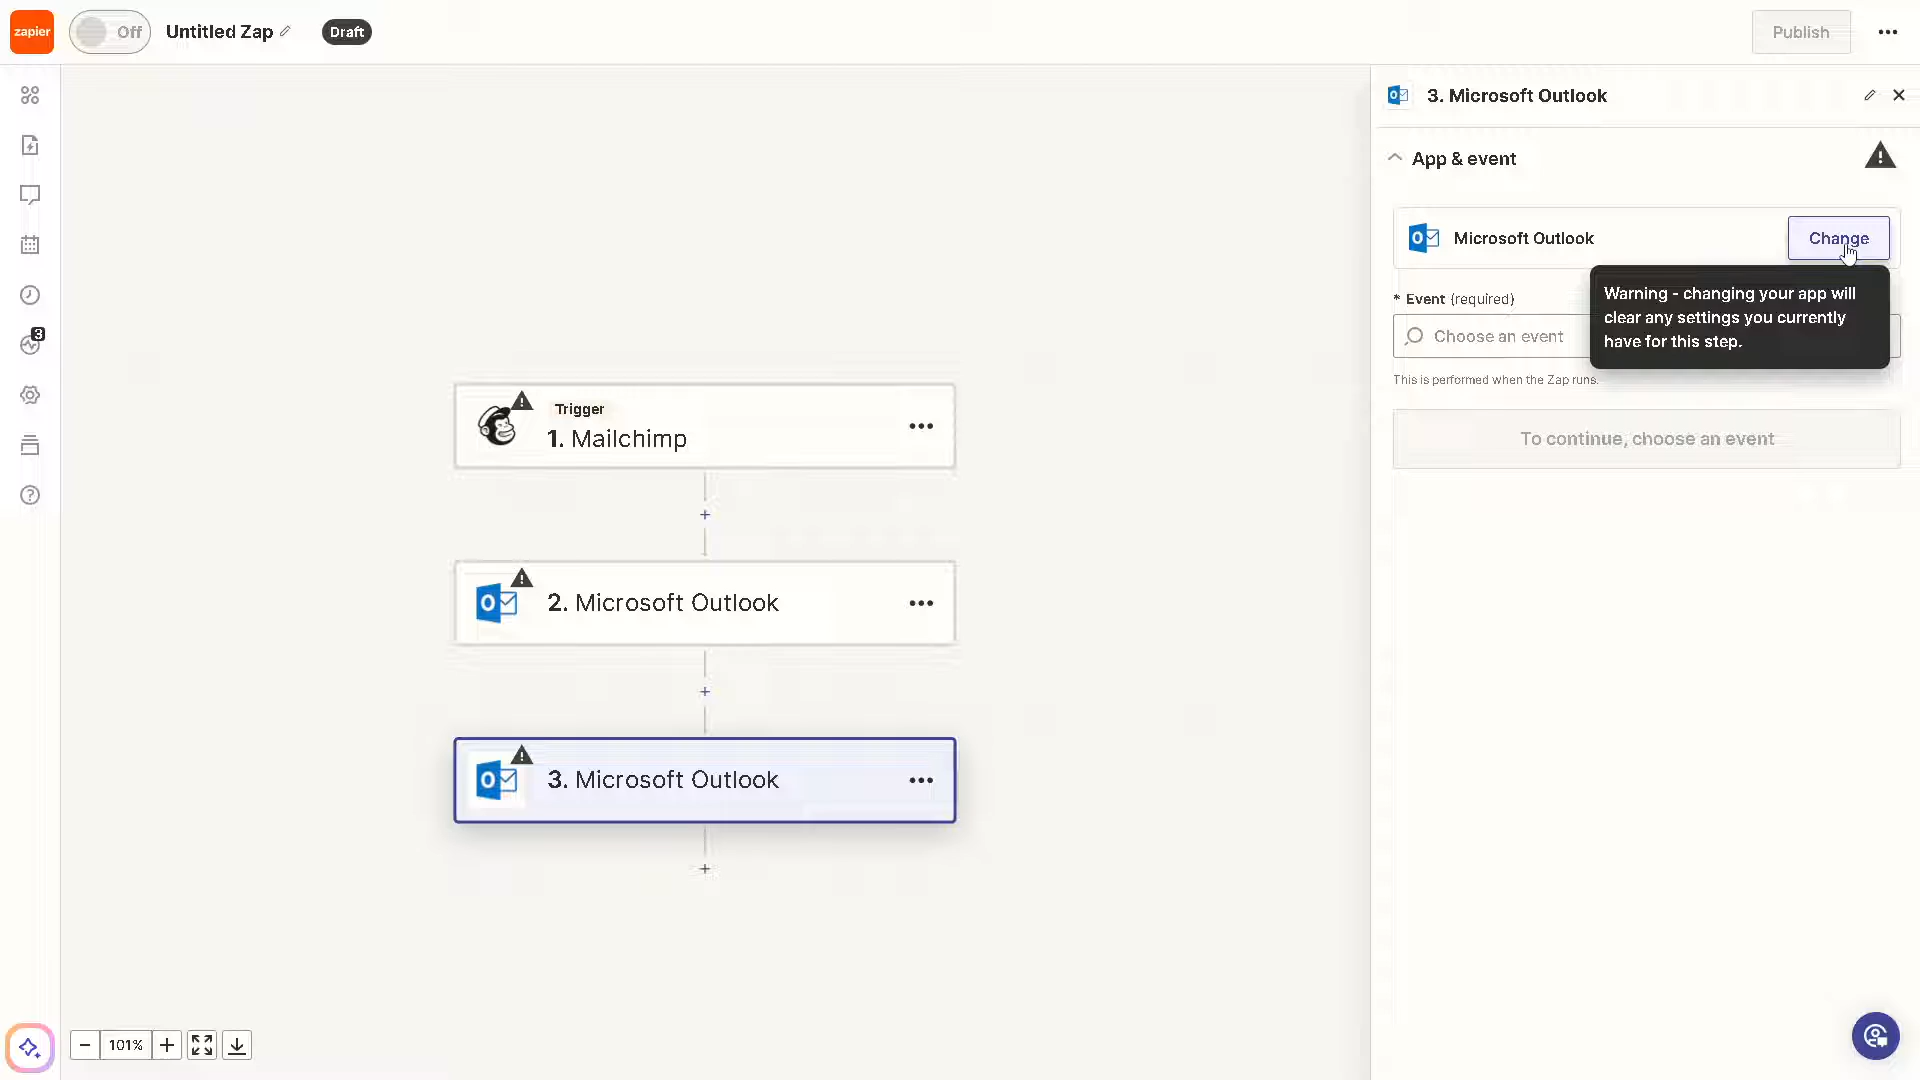 zapier
Off
Untitled Zap
Draft
Publish
3. Microsoft Outlook
App & event
Microsoft Outlook
Change
Warning - changing your app will
clear any settings you currently
have for this step.
* Event (required)
Choose an event
This is performed when the Zap runs.
To continue, choose an event
3
Trigger
1. Mailchimp
2. Microsoft Outlook
3. Microsoft Outlook
101%